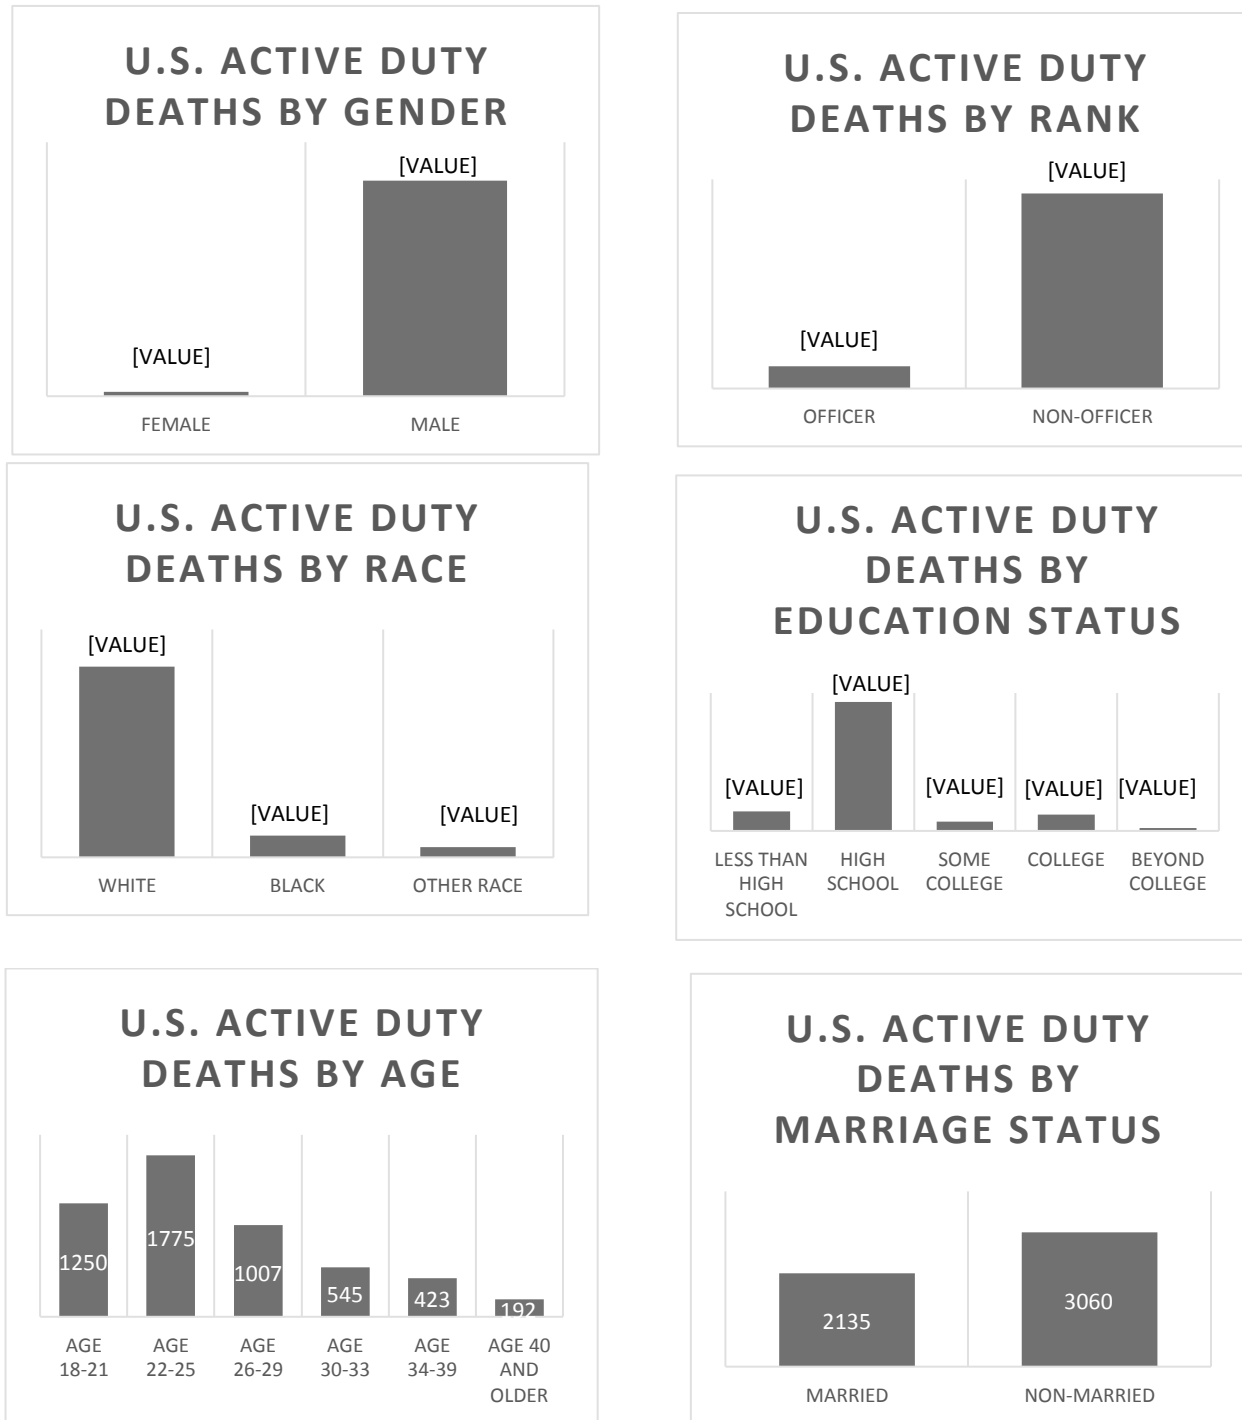 U.S. ACTIVE DUTY
DEATHS BY GENDER
[VALUE]
[VALUE]
FEMALE
MALE
U.S. ACTIVE DUTY
DEATHS BY RANK
[VALUE]
[VALUE]
OFFICER
NON-OFFICER
U.S. ACTIVE DUTY
DEATHS BY RACE
[VALUE]
[VALUE]
[VALUE]
WHITE
BLACK
OTHER RACE
U.S. ACTIVE DUTY
DEATHS BY
EDUCATION STATUS
[VALUE]
[VALUE]
[VALUE]
[VALUE]
[VALUE]
LESS THAN
HIGH
SCHOOL
HIGH
SCHOOL
SOME
COLLEGE
COLLEGE
BEYOND
COLLEGE
U.S. ACTIVE DUTY
DEATHS BY AGE
1250
1775
1007
545
423
192
AGE
18-21
AGE
22-25
AGE
26-29
AGE
30-33
AGE
34-39
AGE 40
AND
OLDER
U.S. ACTIVE DUTY
DEATHS BY
MARRIAGE STATUS
2135
3060
MARRIED
NON-MARRIED